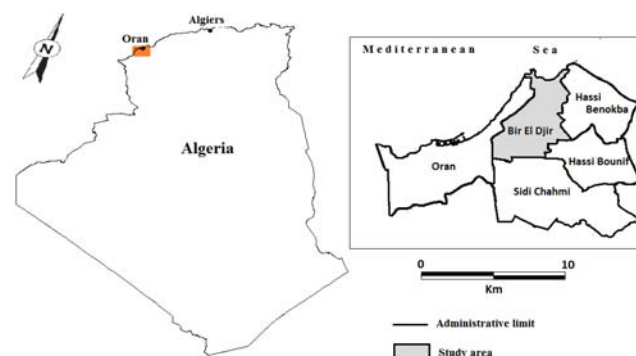 Algiers
Oran
N
Algeria
Mediterranean Sea
Hassi
Benokba
Bir El Djir
Oran
Hassi Bounif
Sidi Chahmi
0 10
Km
Administrative limit
Study area